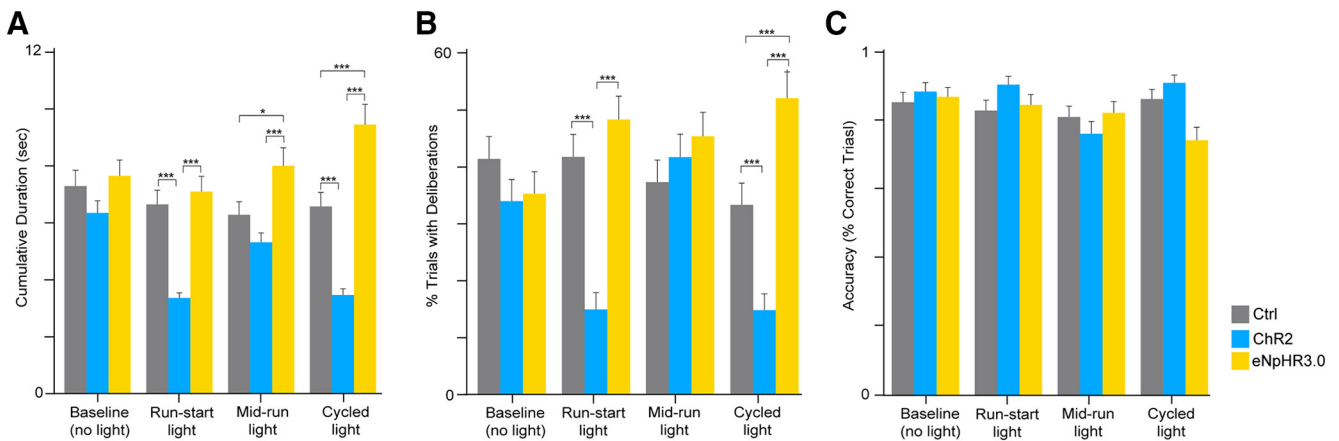 A
Cumulative Duration (sec)
12
0
***
***
*
***
***
***
***
Baseline
(no light)
Run-start
light
Mid-run
light
Cycled
light
B
% Trials with Deliberations
60
0
***
***
***
***
***
Baseline
(no light)
Run-start
light
Mid-run
light
Cycled
light
C
Accuracy (% Correct Triasl)
1
0
Baseline
(no light)
Run-start
light
Mid-run
light
Cycled
light
Ctrl
ChR2
eNpHR3.0